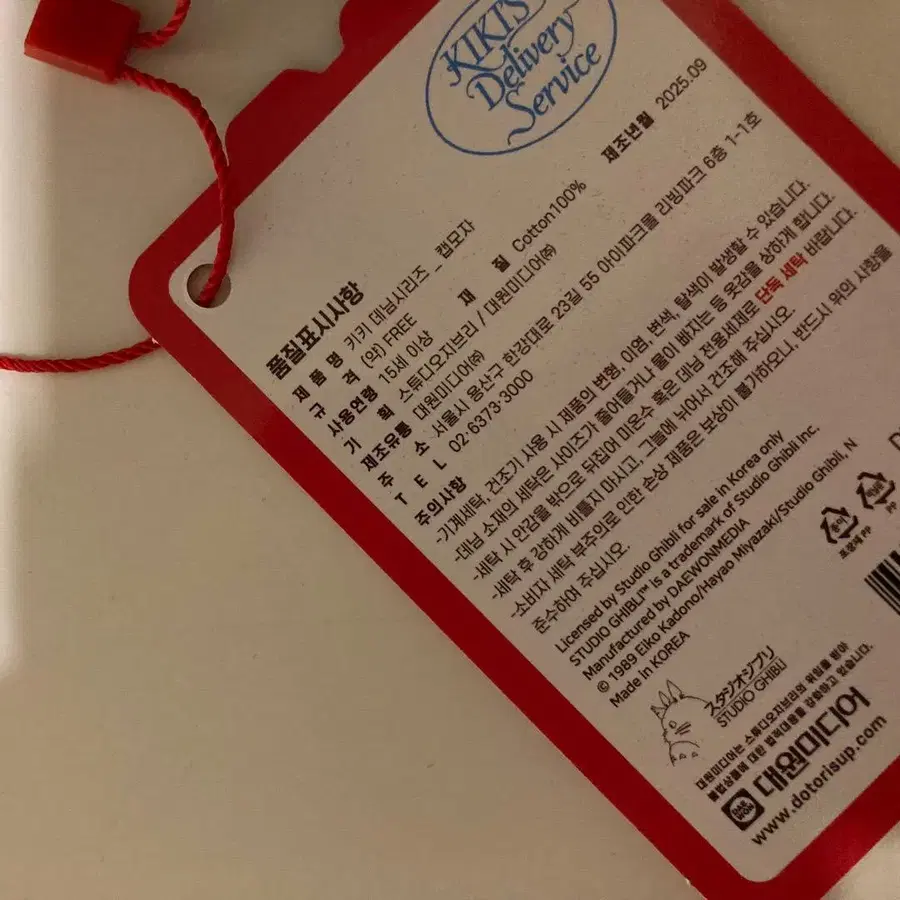 KIKI'S
Delivery
Service
품질표시사항
제 품 명 키키 데님시리즈 _ 캡모자
규 격 (약) FREE 재 질 Cotton100% 제조년월 2025.09
사용연령 15세 이상
기 획 스튜디오지브리 / 대원미디어㈜
제조유통 대원미디어㈜
주 소 서울시 용산구 한강대로 23길 55 아이파크몰 리빙파크 6층 1-1호
T E L 02·6373·3000
주의사항
-기계세탁, 건조기 사용 시 제품의 변형, 이염, 변색, 탈색이 발생할 수 있습니다.
-데님 소재의 세탁은 사이즈가 줄어들거나 물이 빠지는 등 옷감을 상하게 합니다.
-세탁 시 안감을 밖으로 뒤집어 미온수 혹은 데님 전용세제로 단독 세탁 바랍니다.
-세탁 후 강하게 비틀지 마시고, 그늘에 뉘어서 건조해 주십시오.
-소비자 세탁 부주의로 인한 손상 제품은 보상이 불가하오니, 반드시 위의 사항을
준수하여 주십시오.
Licensed by Studio Ghibli for sale in Korea only
STUDIO GHIBLI™ is a trademark of Studio Ghibli Inc.
Manufactured by DAEWONMEDIA
© 1989 Eiko Kadono/Hayao Miyazaki/Studio Ghibli, N
Made in KOREA
종이
PP
スタジオジブリ
STUDIO GHIBLI
대원미디어는 스튜디오지브리의 위임을 받아
불법상품에 대한 법적대응을 강행하고 있습니다.
DAE
WON
대원미디어
www.dotorisup.com